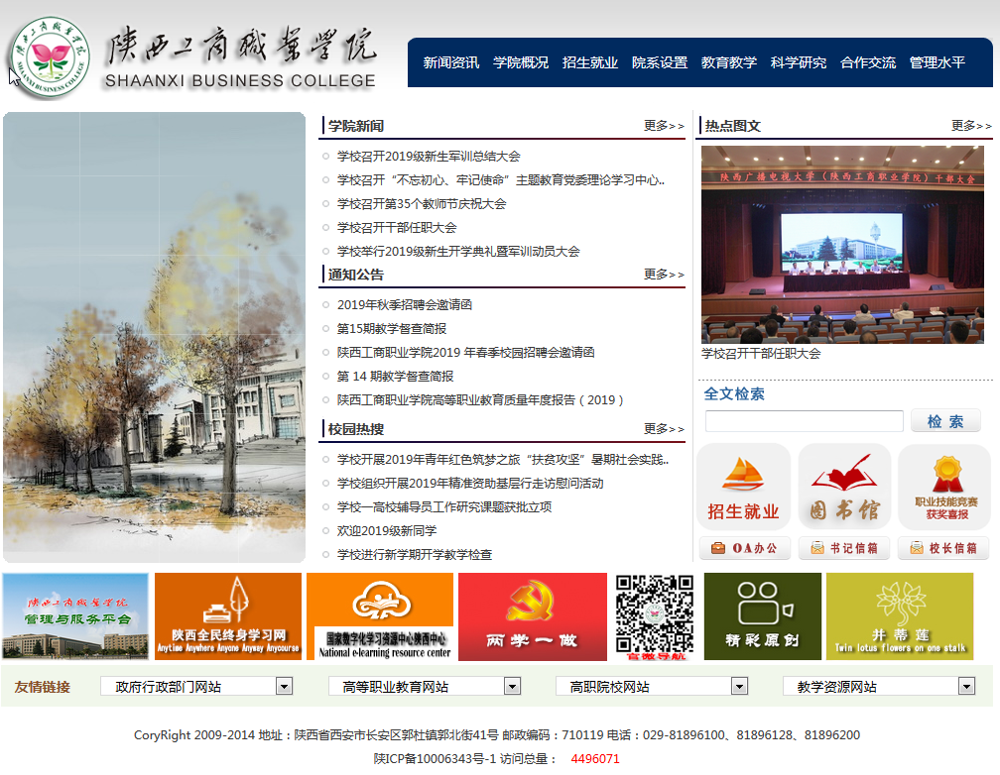 陕西工商职业学院
SHAANXI BUSINESS COLLEGE
新闻资讯 学院概况 招生就业 院系设置 教育教学 科学研究 合作交流 管理水平
学院新闻 更多>>
学校召开2019级新生军训总结大会
学校召开“不忘初心、牢记使命”主题教育党委理论学习中心..
学校召开第35个教师节庆祝大会
学校召开干部任职大会
学校举行2019级新生开学典礼暨军训动员大会
通知公告 更多>>
2019年秋季招聘会邀请函
第15期教学督查简报
陕西工商职业学院2019 年春季校园招聘会邀请函
第 14 期教学督查简报
陕西工商职业学院高等职业教育质量年度报告（2019）
校园热搜 更多>>
学校开展2019年青年红色筑梦之旅“扶贫攻坚”暑期社会实践..
学校组织开展2019年精准资助基层行走访慰问活动
学校一高校辅导员工作研究课题获批立项
欢迎2019级新同学
学校进行新学期开学教学检查
热点图文 更多>>
陕西广播电视大学（陕西工商职业学院）干部大会
学校召开干部任职大会
全文检索
检 索
招生就业
图书馆
职业技能竞赛
获奖喜报
OA办公
书记信箱
校长信箱
陕西工商职业学院
管理与服务平台
陕西全民终身学习网
Anytime Anywhere Anyone Anyway Anycourse
国家数字化学习资源中心陕西中心
National e-learning resource center
两学一做
官微导航
精彩原创
并蒂莲
Twin lotus flowers on one stalk
友情链接 政府行政部门网站 高等职业教育网站 高职院校网站 教学资源网站
CoryRight 2009-2014 地址：陕西省西安市长安区郭杜镇郭北街41号 邮政编码：710119 电话：029-81896100、81896128、81896200
陕ICP备10006343号-1 访问总量： 4496071